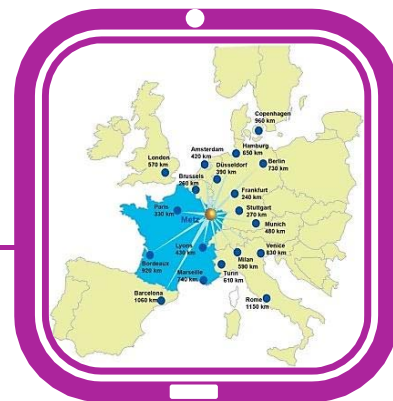 Copenhagen
960 km
Hamburg
650 km
Amsterdam
420 km
Berlin
730 km
London
570 km
Düsseldorf
390 km
Brussels
260 km
Frankfurt
240 km
Paris
330 km
Stuttgart
270 km
Metz
Munich
480 km
Lyons
430 km
Venice
830 km
Milan
590 km
Bordeaux
920 km
Marseille
740 km
Turin
610 km
Barcelona
1060 km
Rome
1150 km